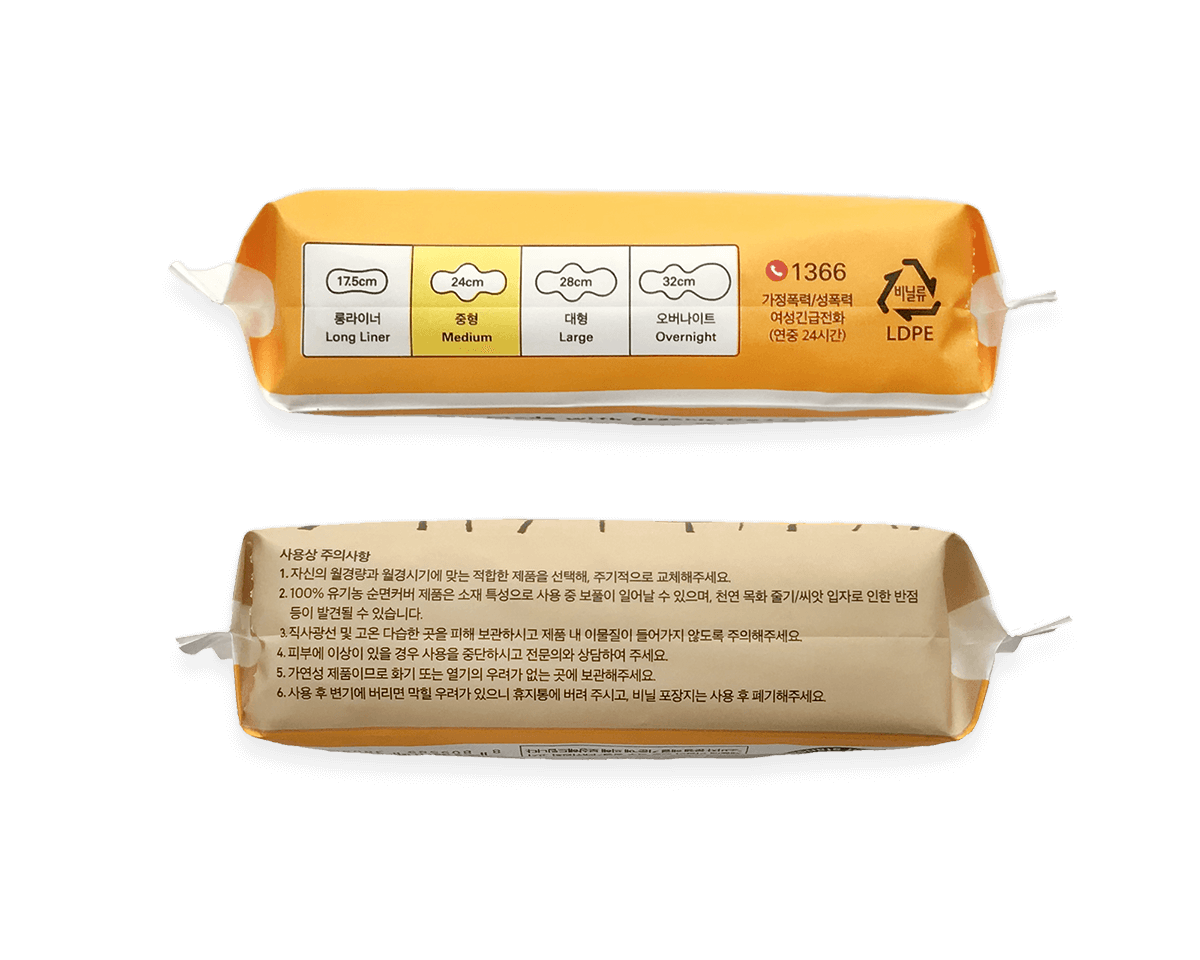 17.5cm
롱라이너
Long Liner
24cm
중형
Medium
28cm
대형
Large
32cm
오버나이트
Overnight
1366
가정폭력/성폭력
여성긴급전화
(연중 24시간)
비닐류
LDPE
with Organic
사용상 주의사항
1. 자신의 월경량과 월경시기에 맞는 적합한 제품을 선택해, 주기적으로 교체해주세요.
2. 100% 유기농 순면커버 제품은 소재 특성으로 사용 중 보풀이 일어날 수 있으며, 천연 목화 줄기/씨앗 입자로 인한 반점
등이 발견될 수 있습니다.
3. 직사광선 및 고온 다습한 곳을 피해 보관하시고 제품 내 이물질이 들어가지 않도록 주의해주세요.
4. 피부에 이상이 있을 경우 사용을 중단하시고 전문의와 상담하여 주세요.
5. 가연성 제품이므로 화기 또는 열기의 우려가 없는 곳에 보관해주세요.
6. 사용 후 변기에 버리면 막힐 우려가 있으니 휴지통에 버려 주시고, 비닐 포장지는 사용 후 폐기해주세요.